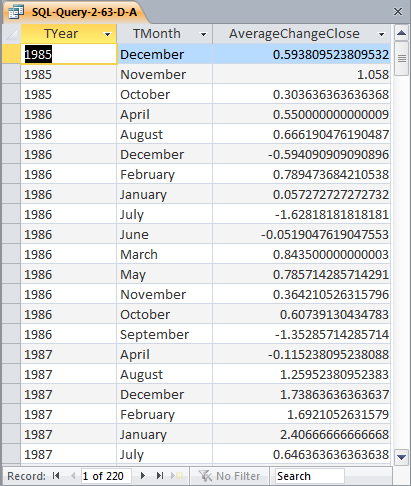 SQL-Query-2-63-D-A
TYear TMonth AverageChangeClose
1985 December 0.593809523809532
1985 November 1.058
1985 October 0.303636363636368
1986 April 0.550000000000009
1986 August 0.666190476190487
1986 December -0.594090909090896
1986 February 0.789473684210538
1986 January 0.057272727272732
1986 July -1.62818181818181
1986 June -0.0519047619047553
1986 March 0.843500000000003
1986 May 0.785714285714291
1986 November 0.364210526315796
1986 October 0.60739130434783
1986 September -1.35285714285714
1987 April -0.115238095238088
1987 August 1.25952380952383
1987 December 1.73863636363637
1987 February 1.6921052631579
1987 January 2.40666666666668
1987 July 0.646363636363638
Record: 1 of 220 No Filter Search